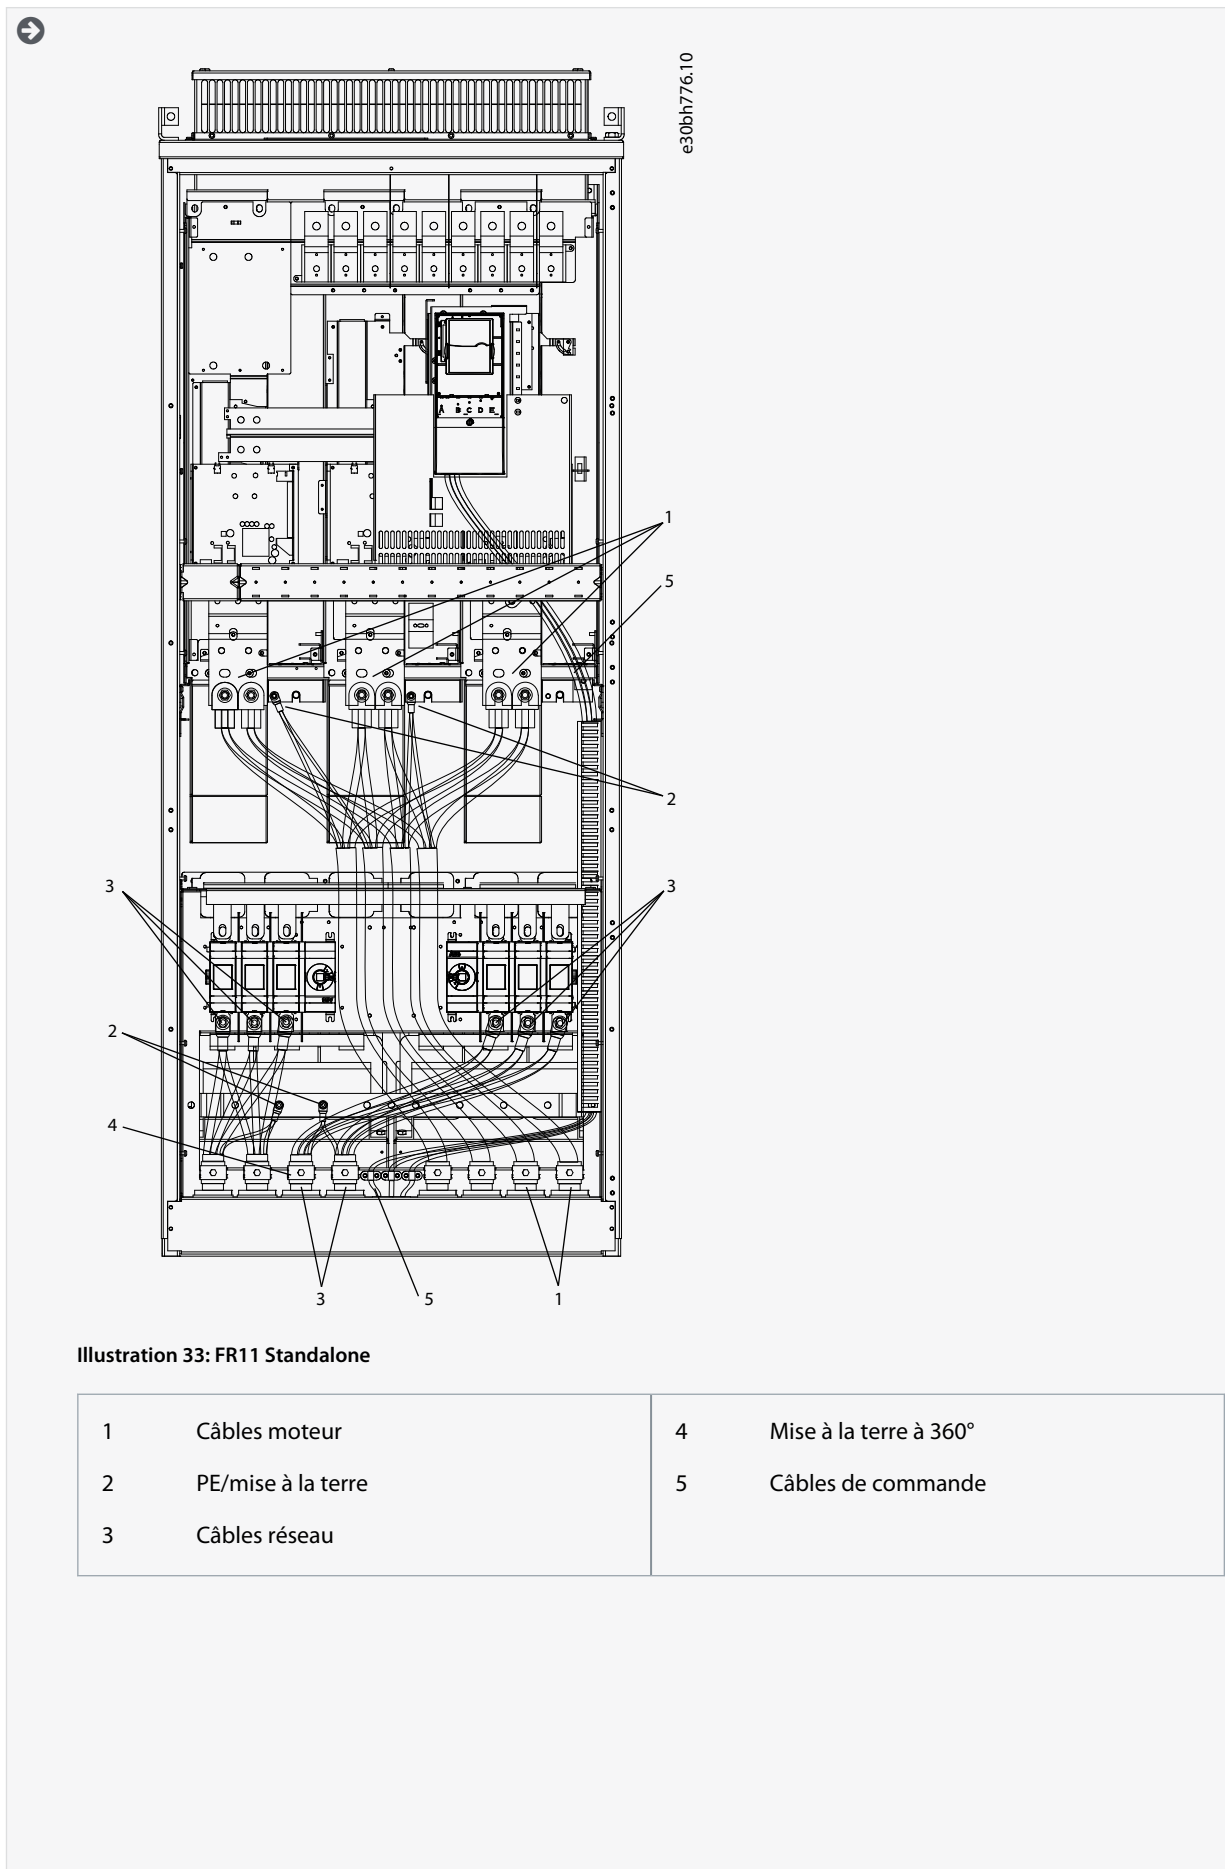 e30bh776.10
A B C D E
1
5
2
3
3
2
4
3
5
1
Illustration 33: FR11 Standalone
1 Câbles moteur
2 PE/mise à la terre
3 Câbles réseau
4 Mise à la terre à 360°
5 Câbles de commande